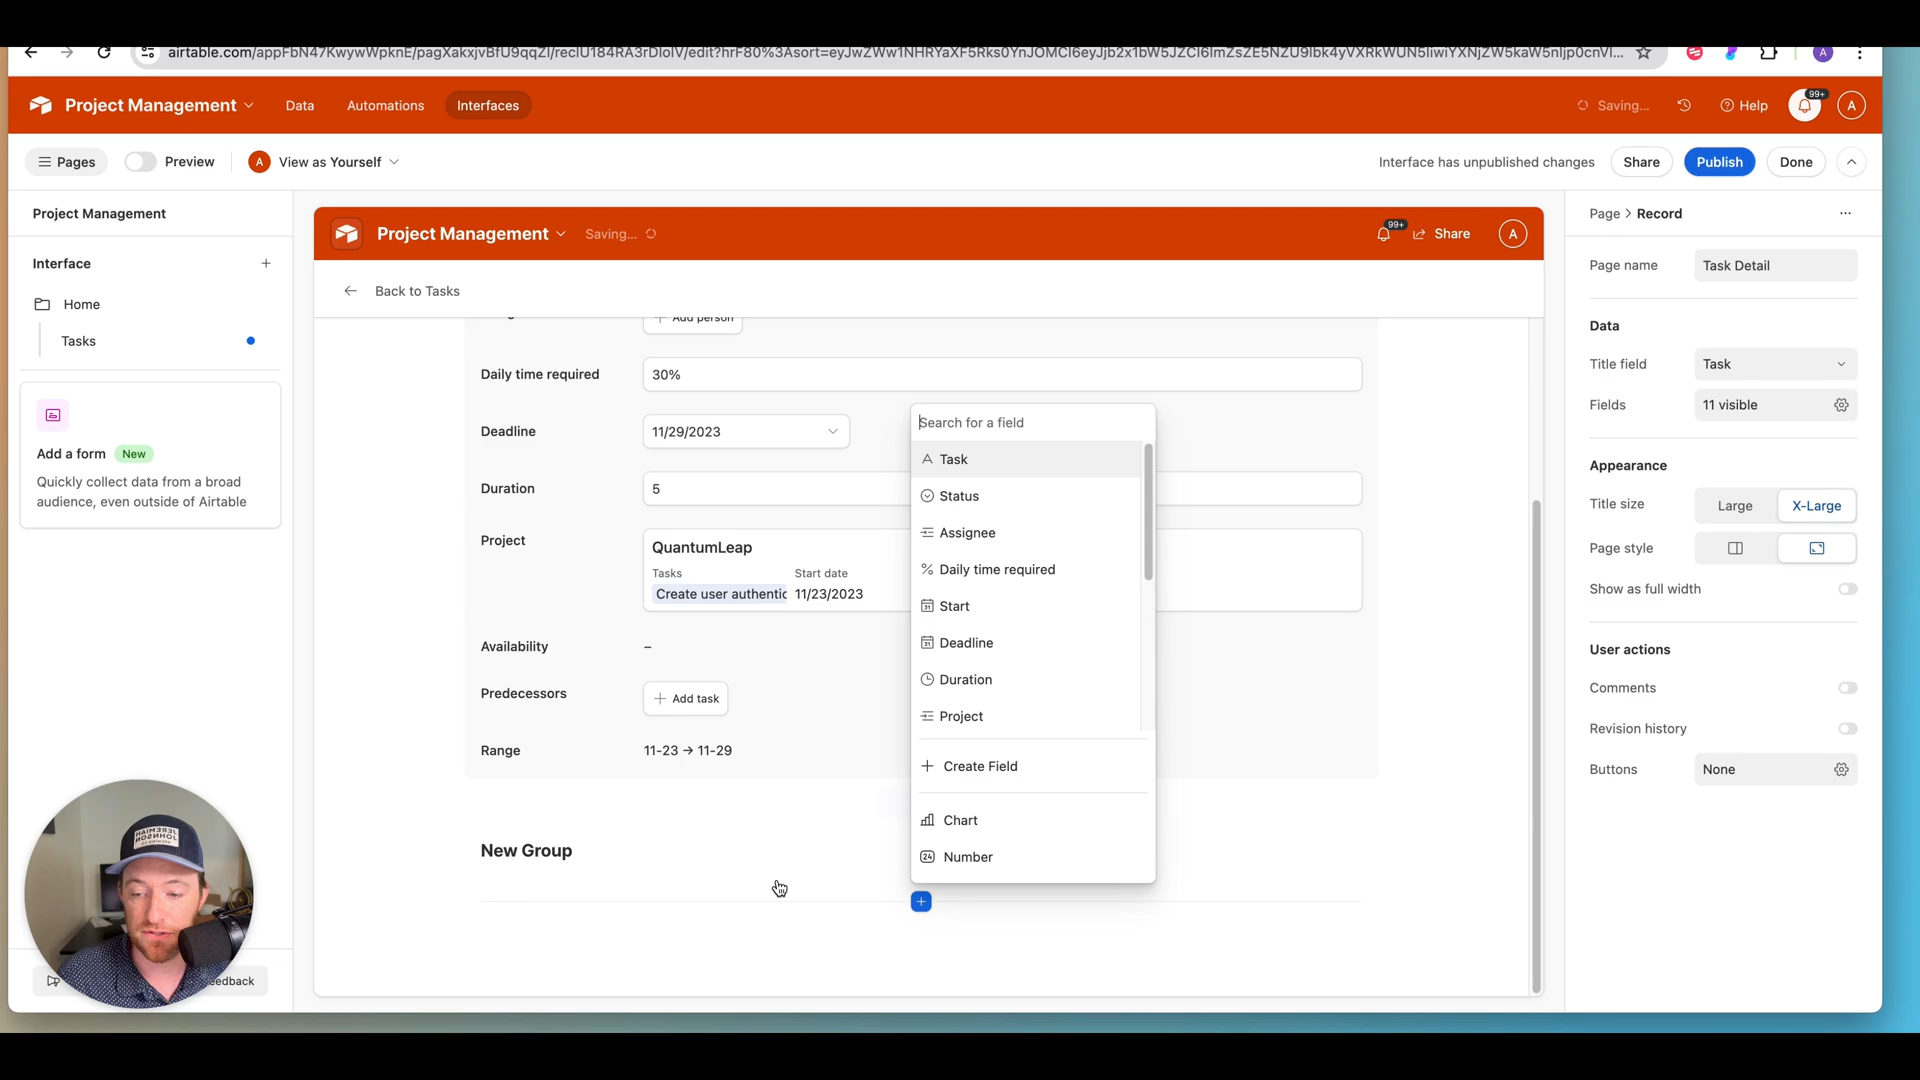 airtable.com/appFbN47KwywWpknE/pagXakxjvBfU9qqZl/reclU184RA3rDIoIV/edit?
Project Management
Data
Automations
Interfaces
Saving...
Help
99+
A
Pages
Preview
A
View as Yourself
Interface has unpublished changes
Share
Publish
Done
Project Management
Interface
Home
Tasks
Add a form
New
Quickly collect data from a broad
audience, even outside of Airtable
Project Management
Saving...
99+
Share
A
Back to Tasks
Add person
Daily time required
30%
Deadline
11/29/2023
Duration
5
Project
QuantumLeap
Tasks
Start date
Create user authentic
11/23/2023
Availability
–
Predecessors
Add task
Range
11-23 → 11-29
New Group
Search for a field
Task
Status
Assignee
Daily time required
Start
Deadline
Duration
Project
Create Field
Chart
Number
Page > Record
Page name
Task Detail
Data
Title field
Task
Fields
11 visible
Appearance
Title size
Large
X-Large
Page style
Show as full width
User actions
Comments
Revision history
Buttons
None
JEREMIAH
JOHNSON